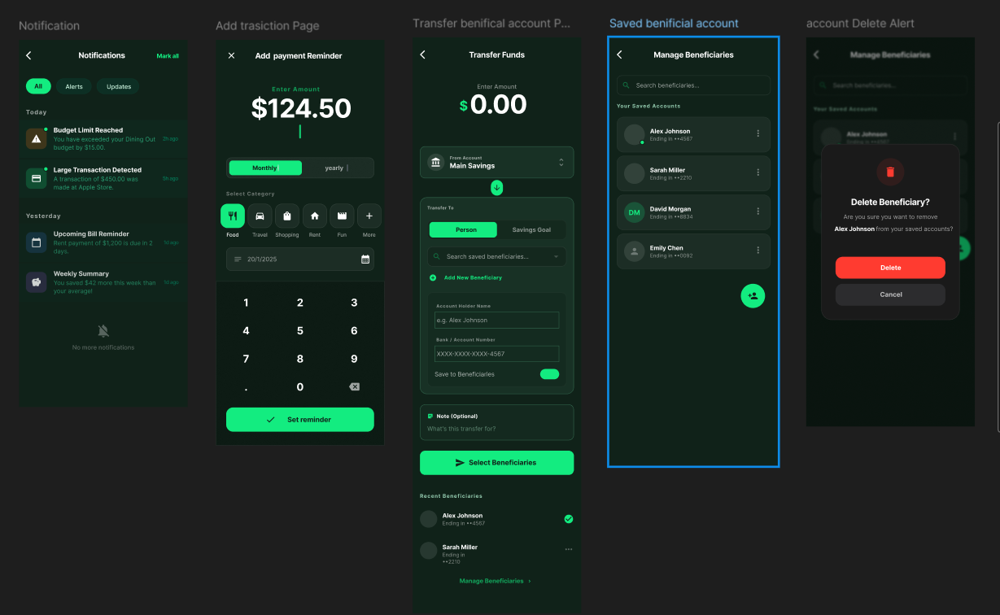 Notification
Notifications
Mark all
All
Alerts
Updates
Today
Budget Limit Reached
You have exceeded your Dining Out
budget by $15.00.
2h ago
Large Transaction Detected
A transaction of $450.00 was
made at Apple Store.
5h ago
Yesterday
Upcoming Bill Reminder
Rent payment of $1,200 is due in 2
days.
1d ago
Weekly Summary
You saved $42 more this week than
your average!
1d ago
No more notifications
Add trasiction Page
Add payment Reminder
Enter Amount
$124.50
Monthly
yearly
Select Category
Food
Travel
Shopping
Rent
Fun
More
20/1/2025
1 2 3
4 5 6
7 8 9
. 0
Set reminder
Transfer benifical account P...
Transfer Funds
Enter Amount
$0.00
From Account
Main Savings
Transfer To
Person
Savings Goal
Search saved beneficiaries...
Add New Beneficiary
Account Holder Name
e.g. Alex Johnson
Bank / Account Number
XXXX-XXXX-XXXX-4567
Save to Beneficiaries
Note (Optional)
What's this transfer for?
Select Beneficiaries
Recent Beneficiaries
Alex Johnson
Ending in ••4567
Sarah Miller
Ending in
••2210
Manage Beneficiaries
Saved benificial account
Manage Beneficiaries
Search beneficiaries...
Your Saved Accounts
Alex Johnson
Ending in ••4567
Sarah Miller
Ending in ••2210
DM
David Morgan
Ending in ••8834
Emily Chen
Ending in ••0092
account Delete Alert
Manage Beneficiaries
Search beneficiaries...
Your Saved Accounts
Alex Johnson
Ending in ••4567
Delete Beneficiary?
Are you sure you want to remove
Alex Johnson from your saved accounts?
Delete
Cancel